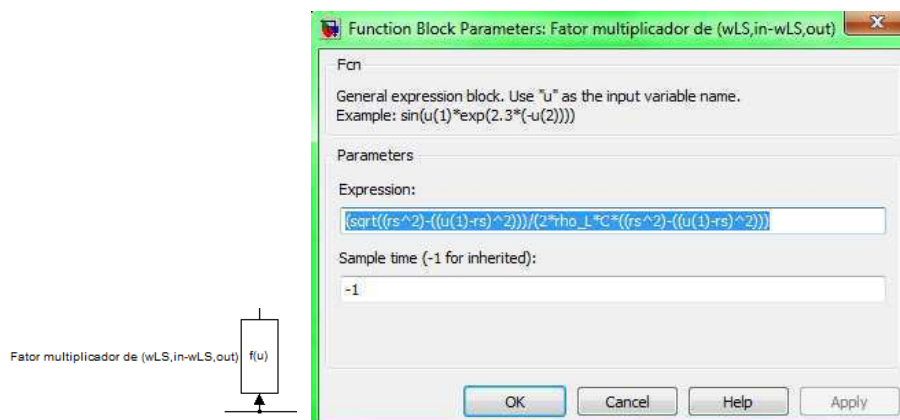 Function Block Parameters: Fator multiplicador de (wLS,in-wLS,out)
Fcn
General expression block. Use "u" as the input variable name.
Example: sin(u(1)*exp(2.3*(-u(2))))
Parameters
Expression:
(sqrt((rs^2)-((u(1)-rs)^2)))/(2*rho_L*C*((rs^2)-((u(1)-rs)^2)))
Sample time (-1 for inherited):
-1
OK Cancel Help Apply
Fator multiplicador de (wLS,in-wLS,out) f(u)